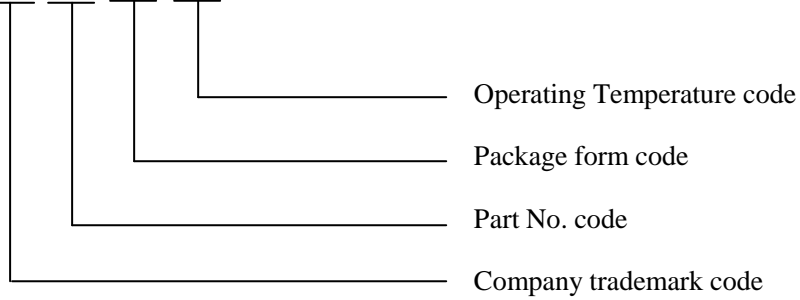 Operating Temperature code
Package form code
Part No. code
Company trademark code